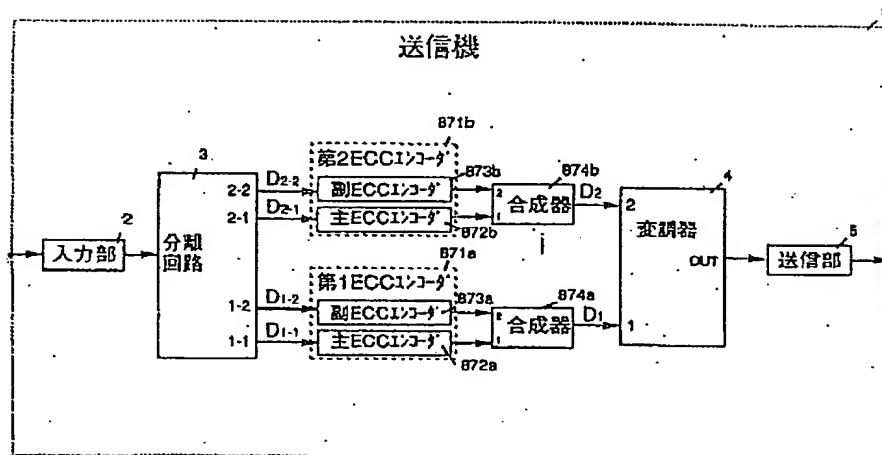 送信機
871b
3
第2ECCエンコーダ
873b
874b
4
2-2
D2-2
副ECCエンコーダ
2
合成器
D2
2
2-1
D2-1
主ECCエンコーダ
1
変調器
2
入力部
分離
回路
872b
871a
OUT
5
送信部
第1ECCエンコーダ
873a
874a
1-2
D1-2
副ECCエンコーダ
2
合成器
D1
1
1-1
D1-1
主ECCエンコーダ
1
872a